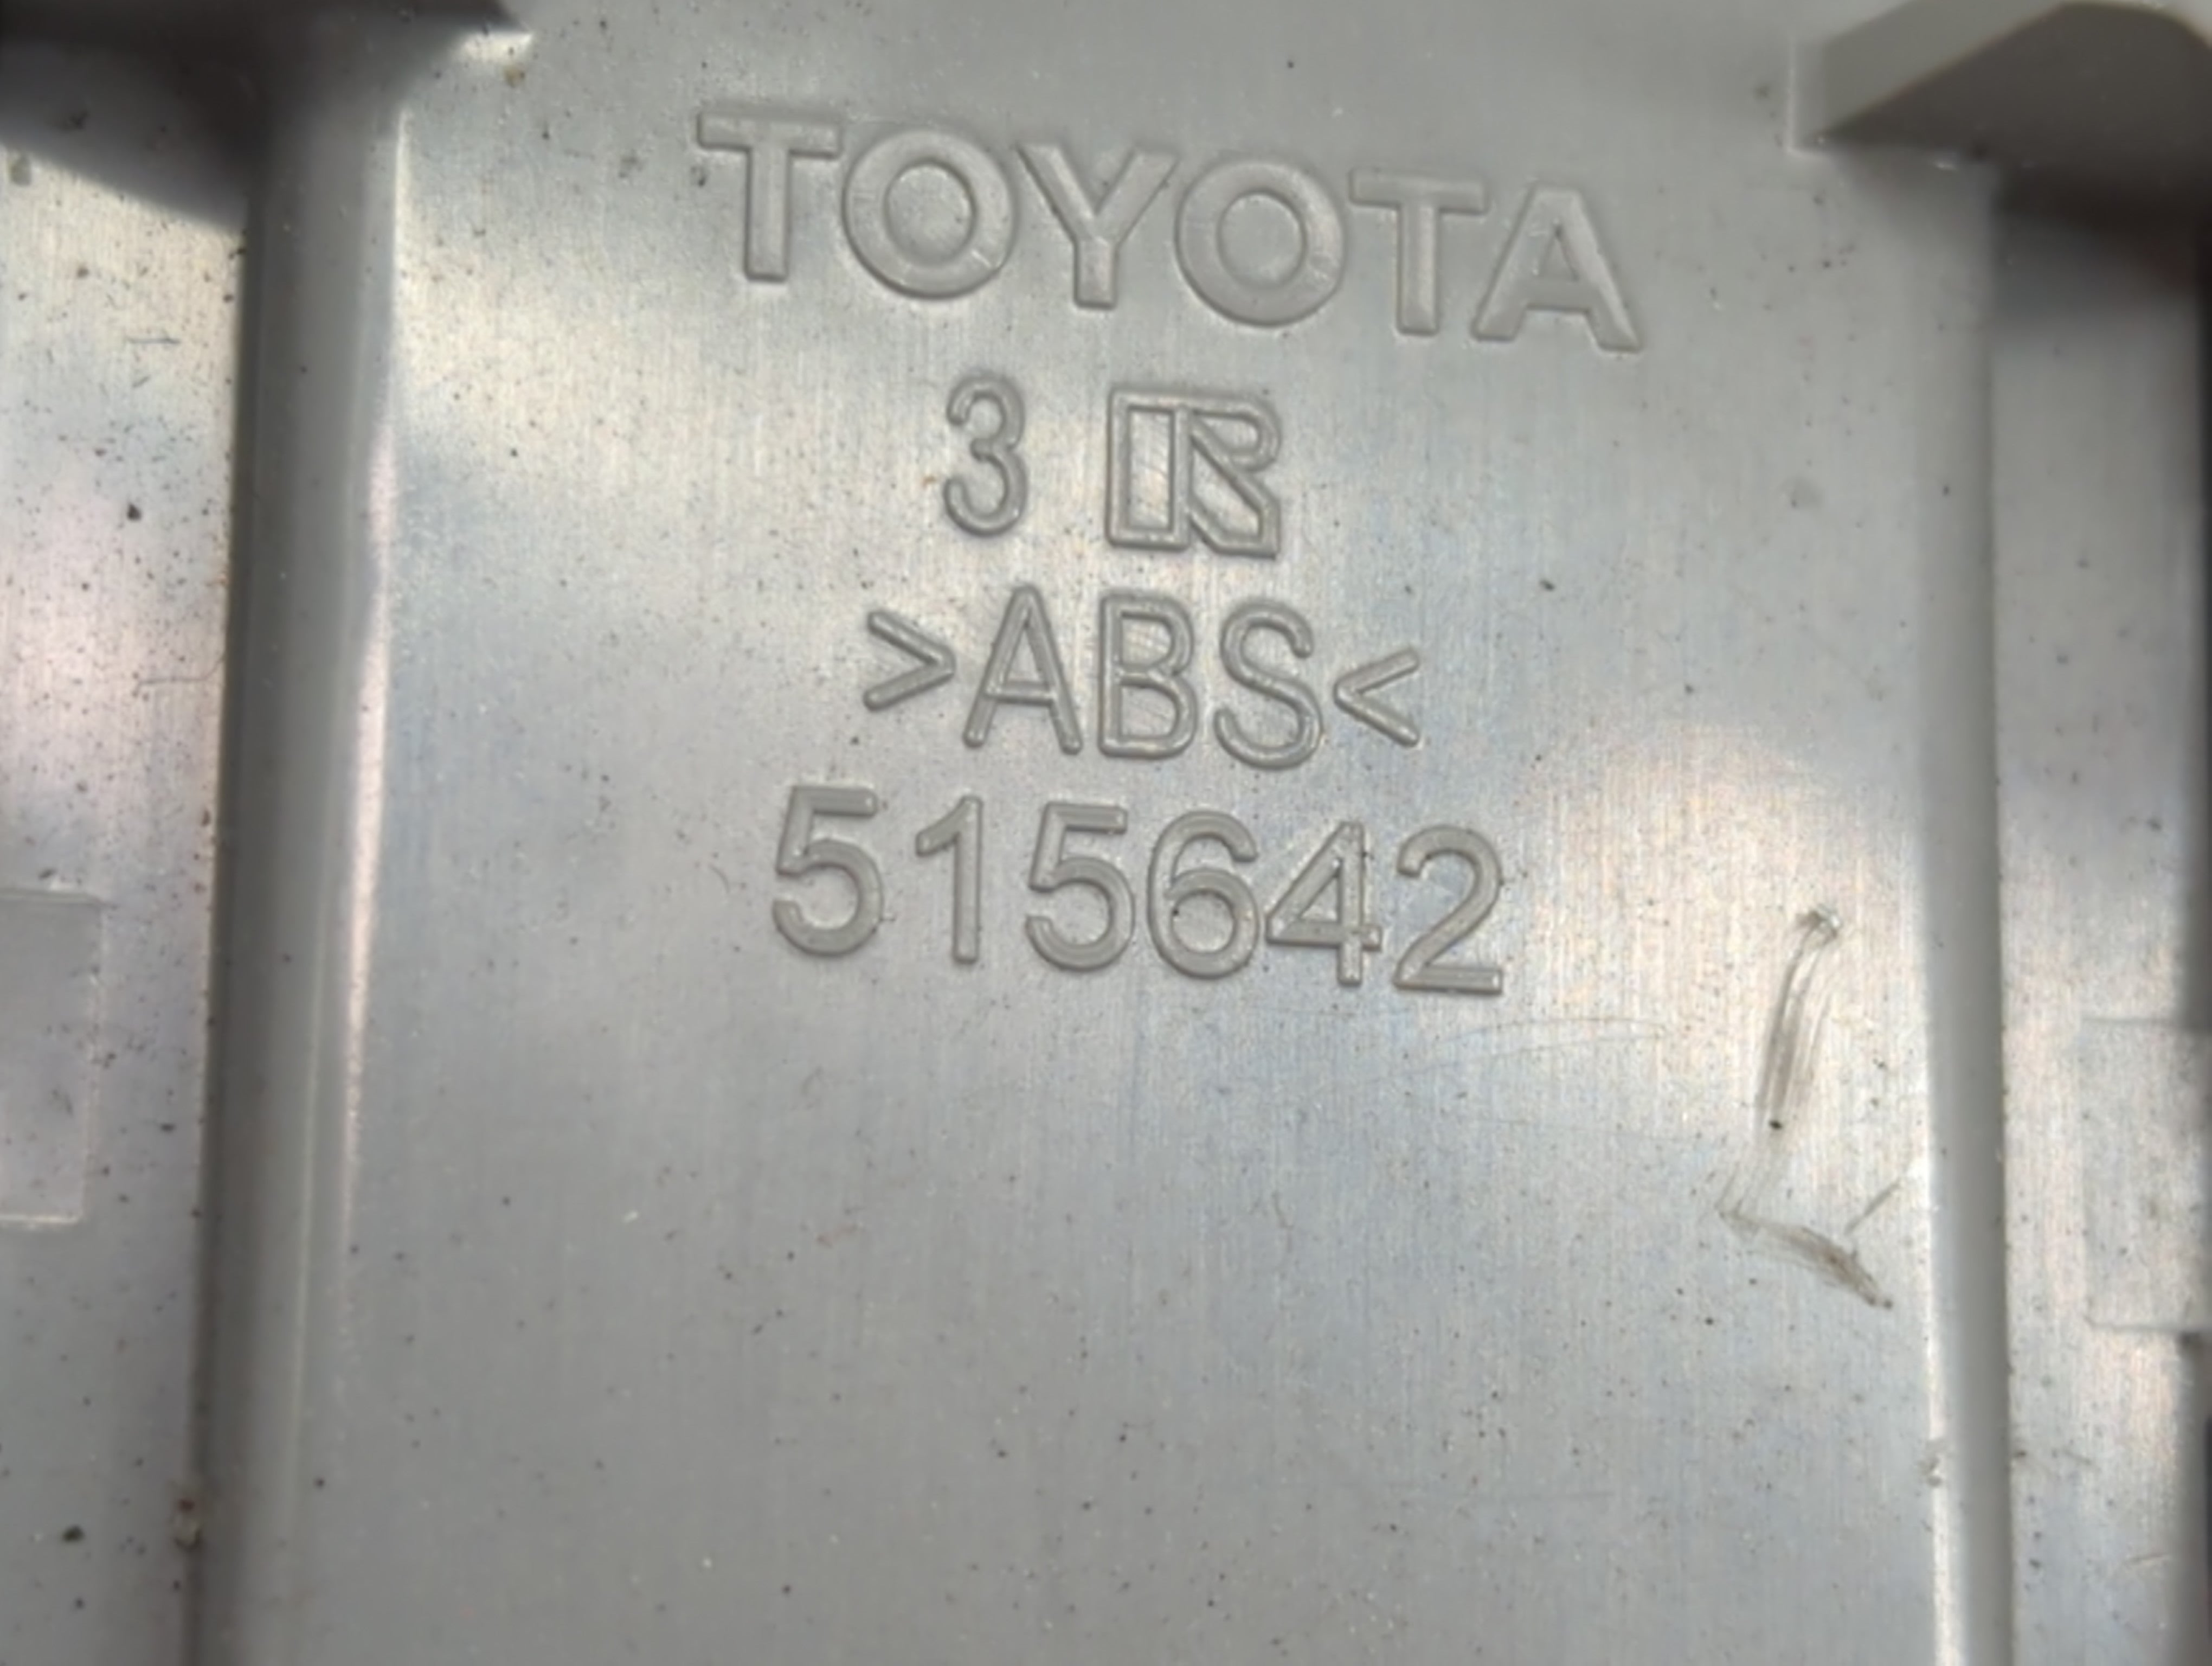 TOYOTA
3 R
>ABS<
515642